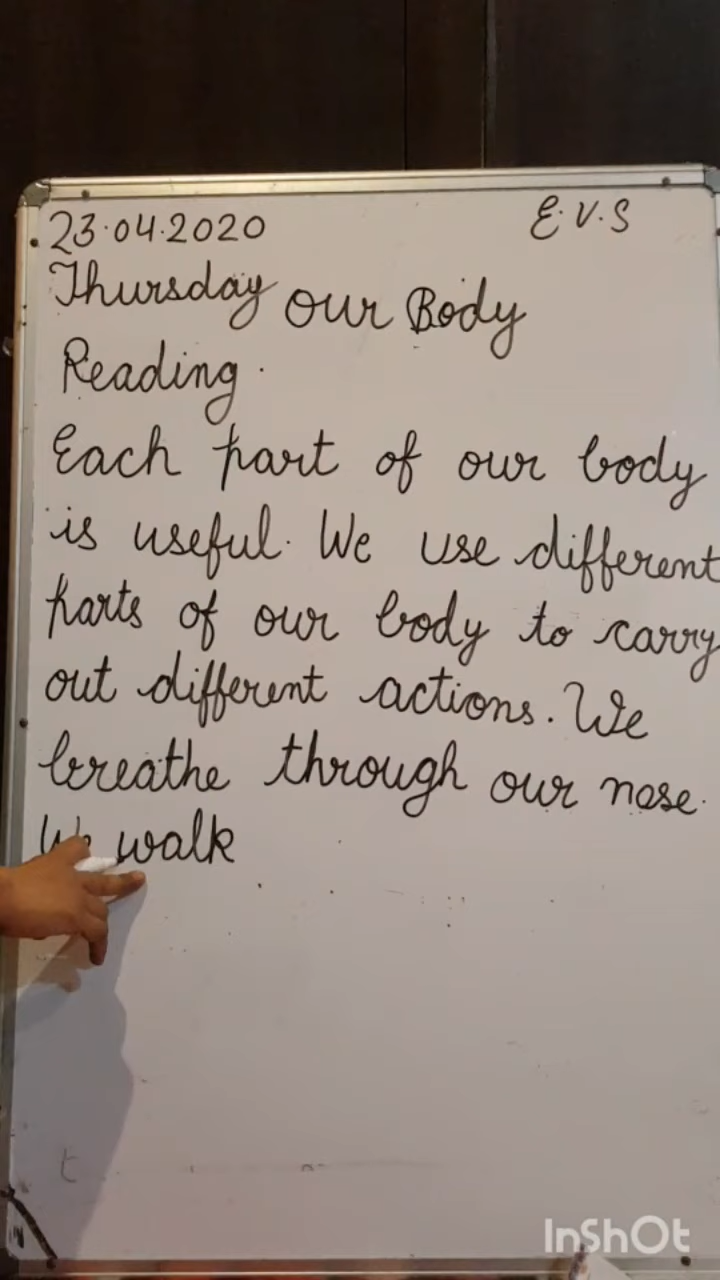 23.04.2020 E.V.S
Thursday Our Body
Reading.
Each part of our body
is useful. We use different
parts of our body to carry
out different actions. We
breathe through our nose.
We walk
t
InShOt